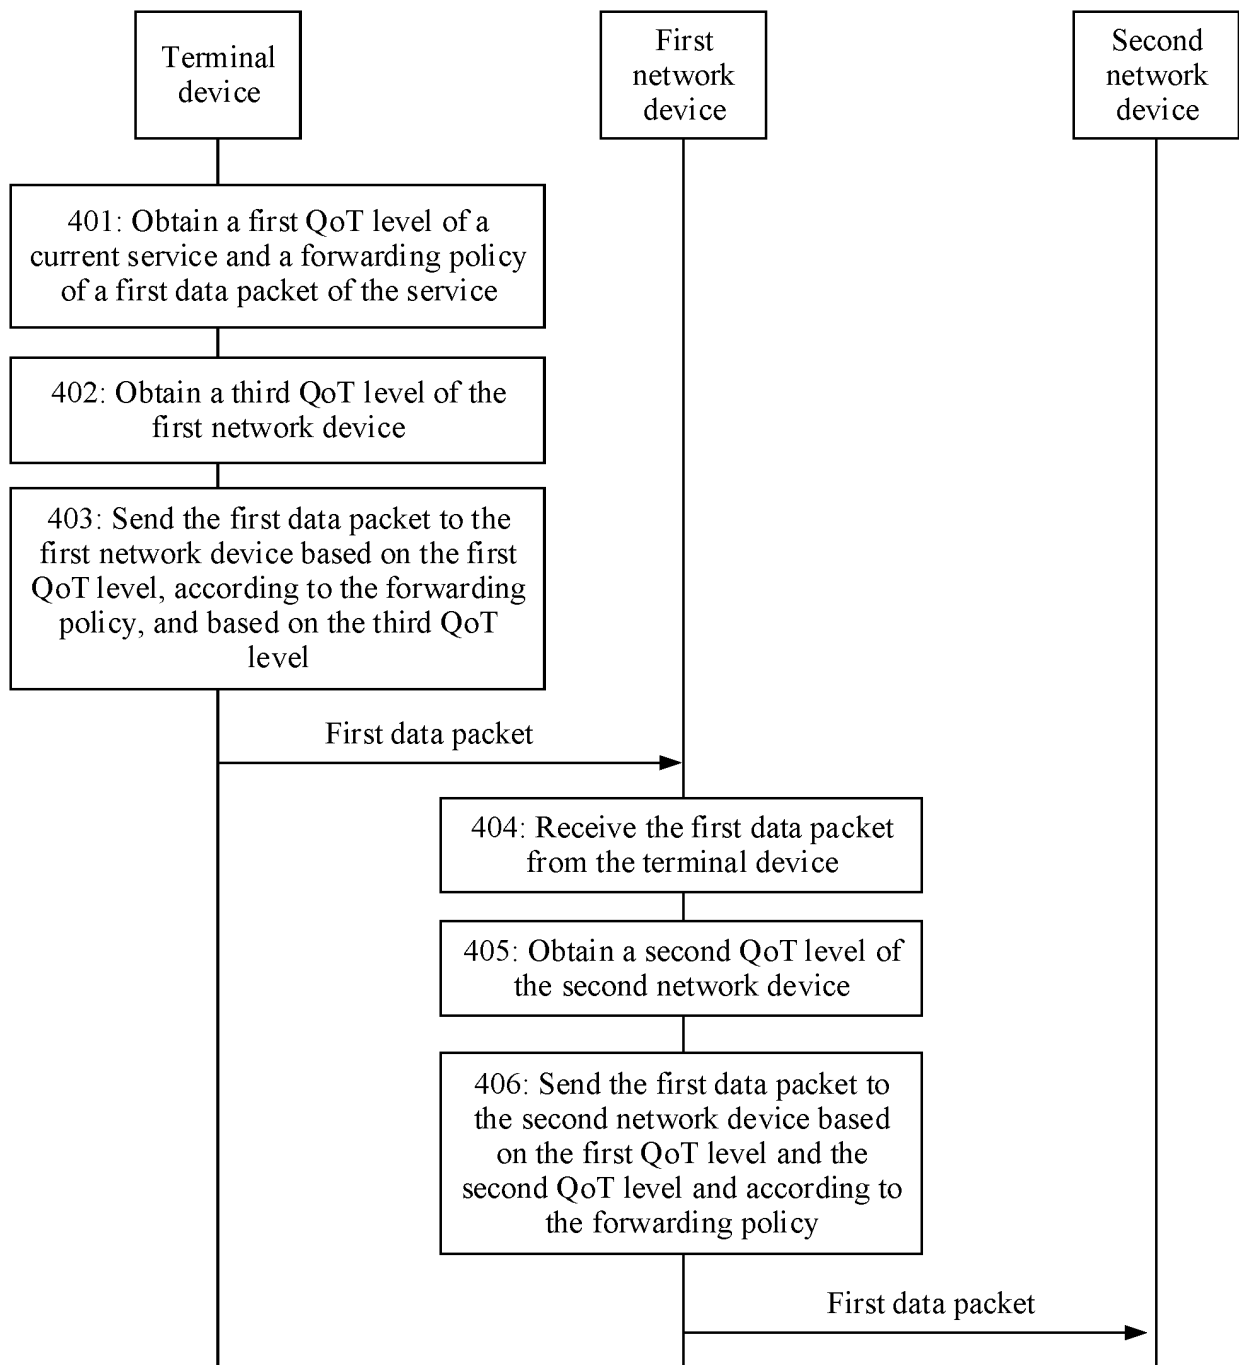 Terminal
device
First
network
device
Second
network
device
401: Obtain a first QoT level of a
current service and a forwarding policy
of a first data packet of the service
402: Obtain a third QoT level of the
first network device
403: Send the first data packet to the
first network device based on the first
QoT level, according to the forwarding
policy, and based on the third QoT
level
First data packet
404: Receive the first data packet
from the terminal device
405: Obtain a second QoT level of
the second network device
406: Send the first data packet to
the second network device based
on the first QoT level and the
second QoT level and according to
the forwarding policy
First data packet